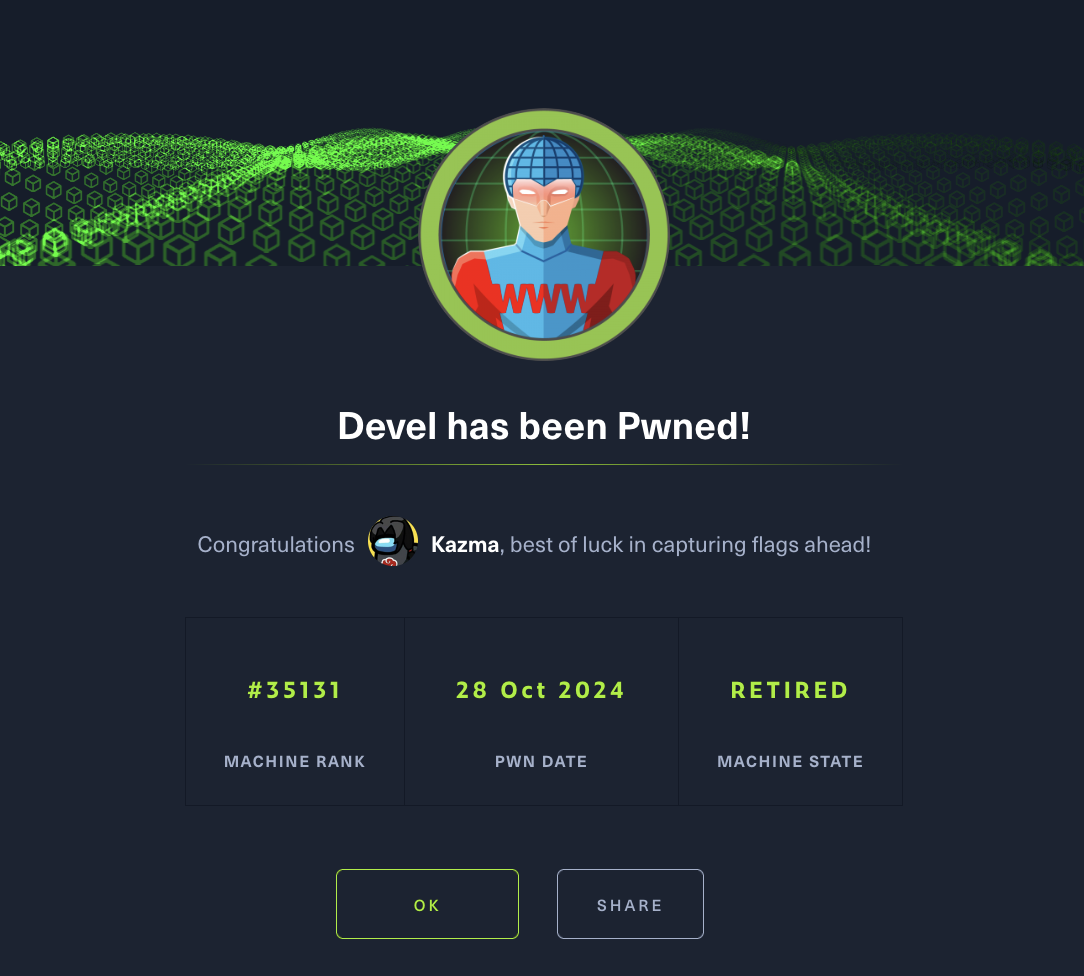 WWW
Devel has been Pwned!
Congratulations Kazma, best of luck in capturing flags ahead!
#35131 28 Oct 2024 RETIRED
MACHINE RANK PWN DATE MACHINE STATE
OK SHARE